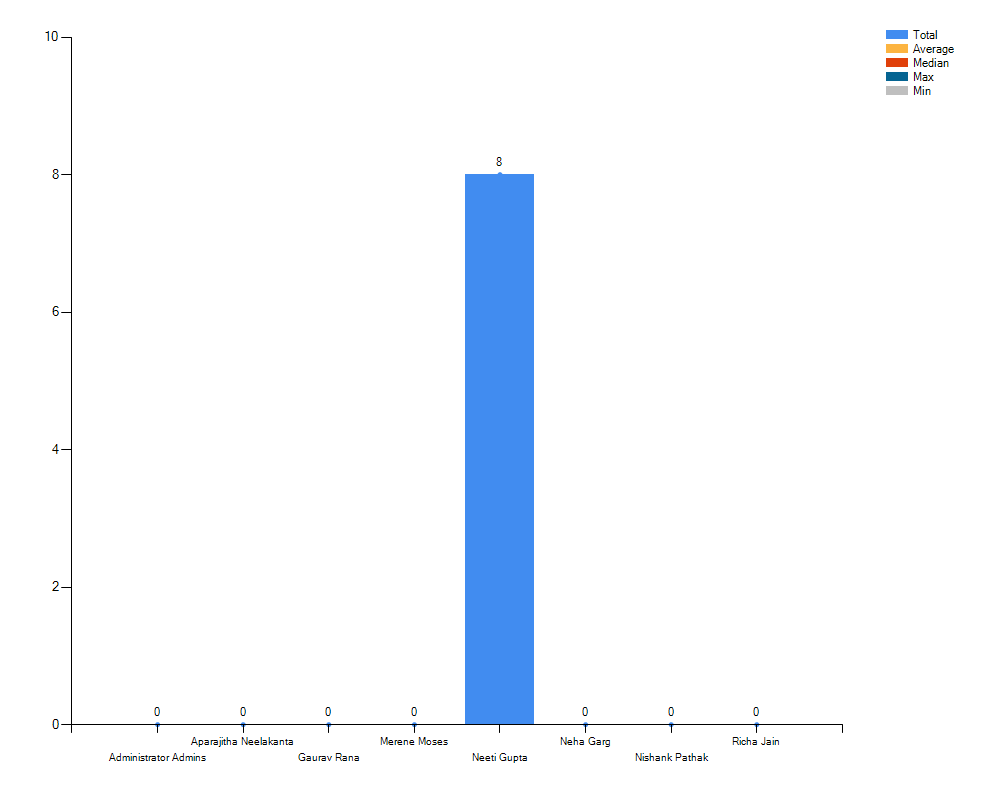 10
8
6
4
2
0
8
0
0
0
0
0
0
0
Aparajitha Neelakanta
Merene Moses
Neha Garg
Richa Jain
Administrator Admins
Gaurav Rana
Neeti Gupta
Nishank Pathak
Total
Average
Median
Max
Min